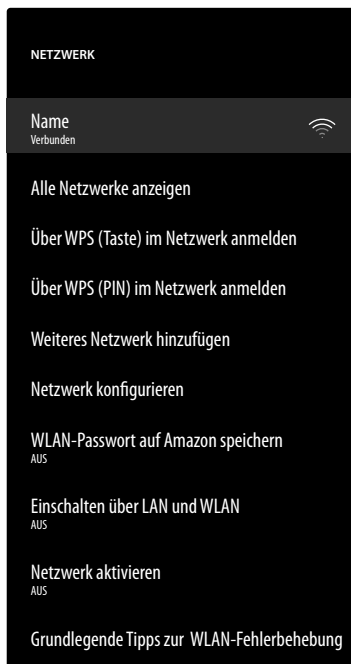 NETZWERK
Name
Verbunden
Alle Netzwerke anzeigen
Über WPS (Taste) im Netzwerk anmelden
Über WPS (PIN) im Netzwerk anmelden
Weiteres Netzwerk hinzufügen
Netzwerk konfigurieren
WLAN-Passwort auf Amazon speichern
AUS
Einschalten über LAN und WLAN
AUS
Netzwerk aktivieren
AUS
Grundlegende Tipps zur WLAN-Fehlerbehebung